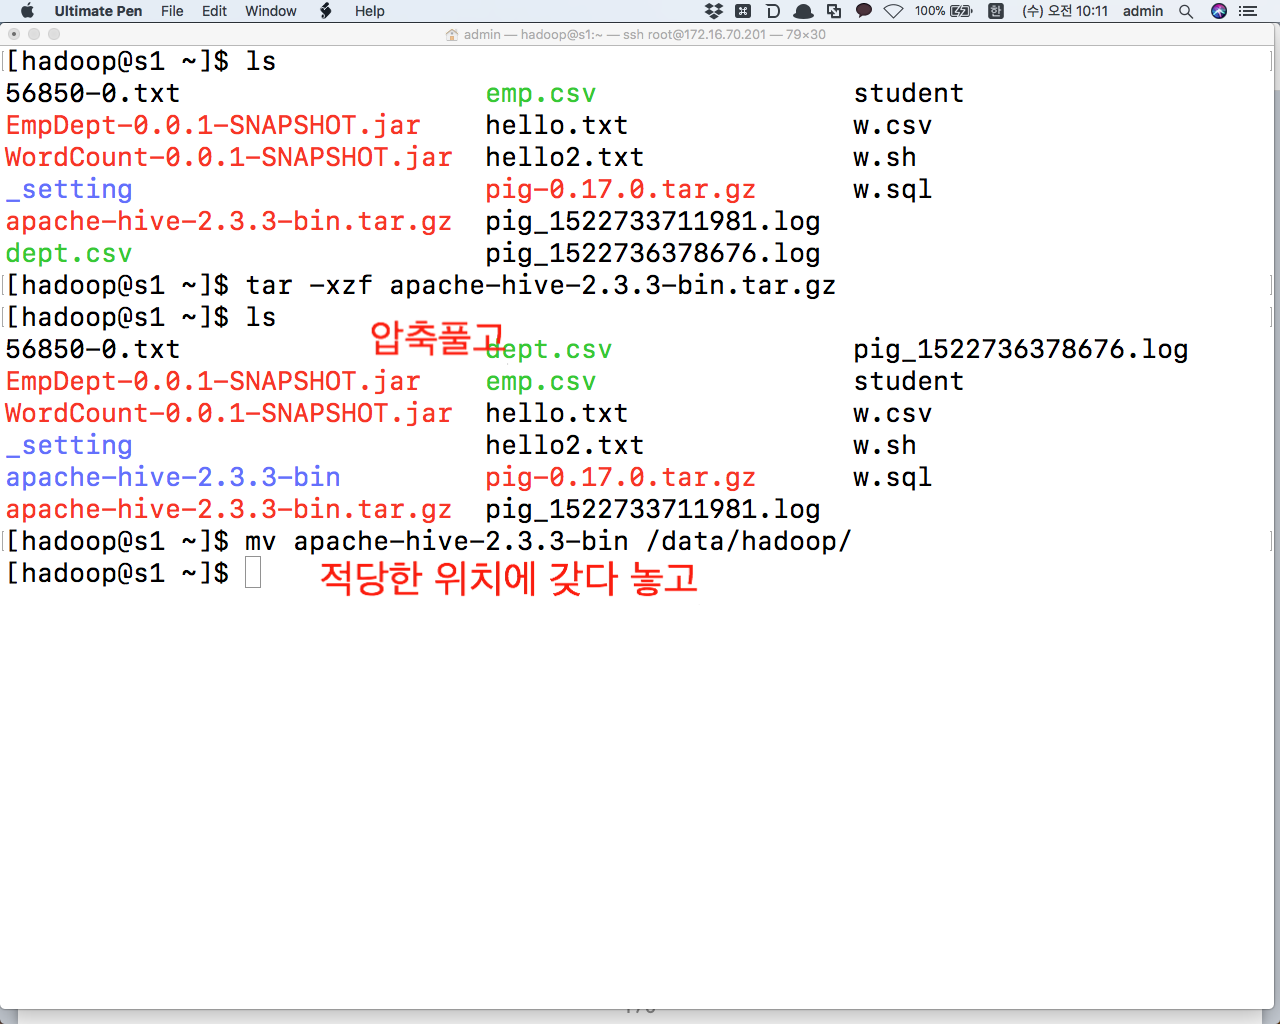 Ultimate Pen File Edit Window Help 100% 한 (수) 오전 10:11 admin
admin — hadoop@s1:~ — ssh root@172.16.70.201 — 79×30
[hadoop@s1 ~]$ ls
56850-0.txt emp.csv student
EmpDept-0.0.1-SNAPSHOT.jar hello.txt w.csv
WordCount-0.0.1-SNAPSHOT.jar hello2.txt w.sh
_setting pig-0.17.0.tar.gz w.sql
apache-hive-2.3.3-bin.tar.gz pig_1522733711981.log
dept.csv pig_1522736378676.log
[hadoop@s1 ~]$ tar -xzf apache-hive-2.3.3-bin.tar.gz
[hadoop@s1 ~]$ ls
압축풀고
56850-0.txt dept.csv pig_1522736378676.log
EmpDept-0.0.1-SNAPSHOT.jar emp.csv student
WordCount-0.0.1-SNAPSHOT.jar hello.txt w.csv
_setting hello2.txt w.sh
apache-hive-2.3.3-bin pig-0.17.0.tar.gz w.sql
apache-hive-2.3.3-bin.tar.gz pig_1522733711981.log
[hadoop@s1 ~]$ mv apache-hive-2.3.3-bin /data/hadoop/
[hadoop@s1 ~]$
적당한 위치에 갖다 놓고